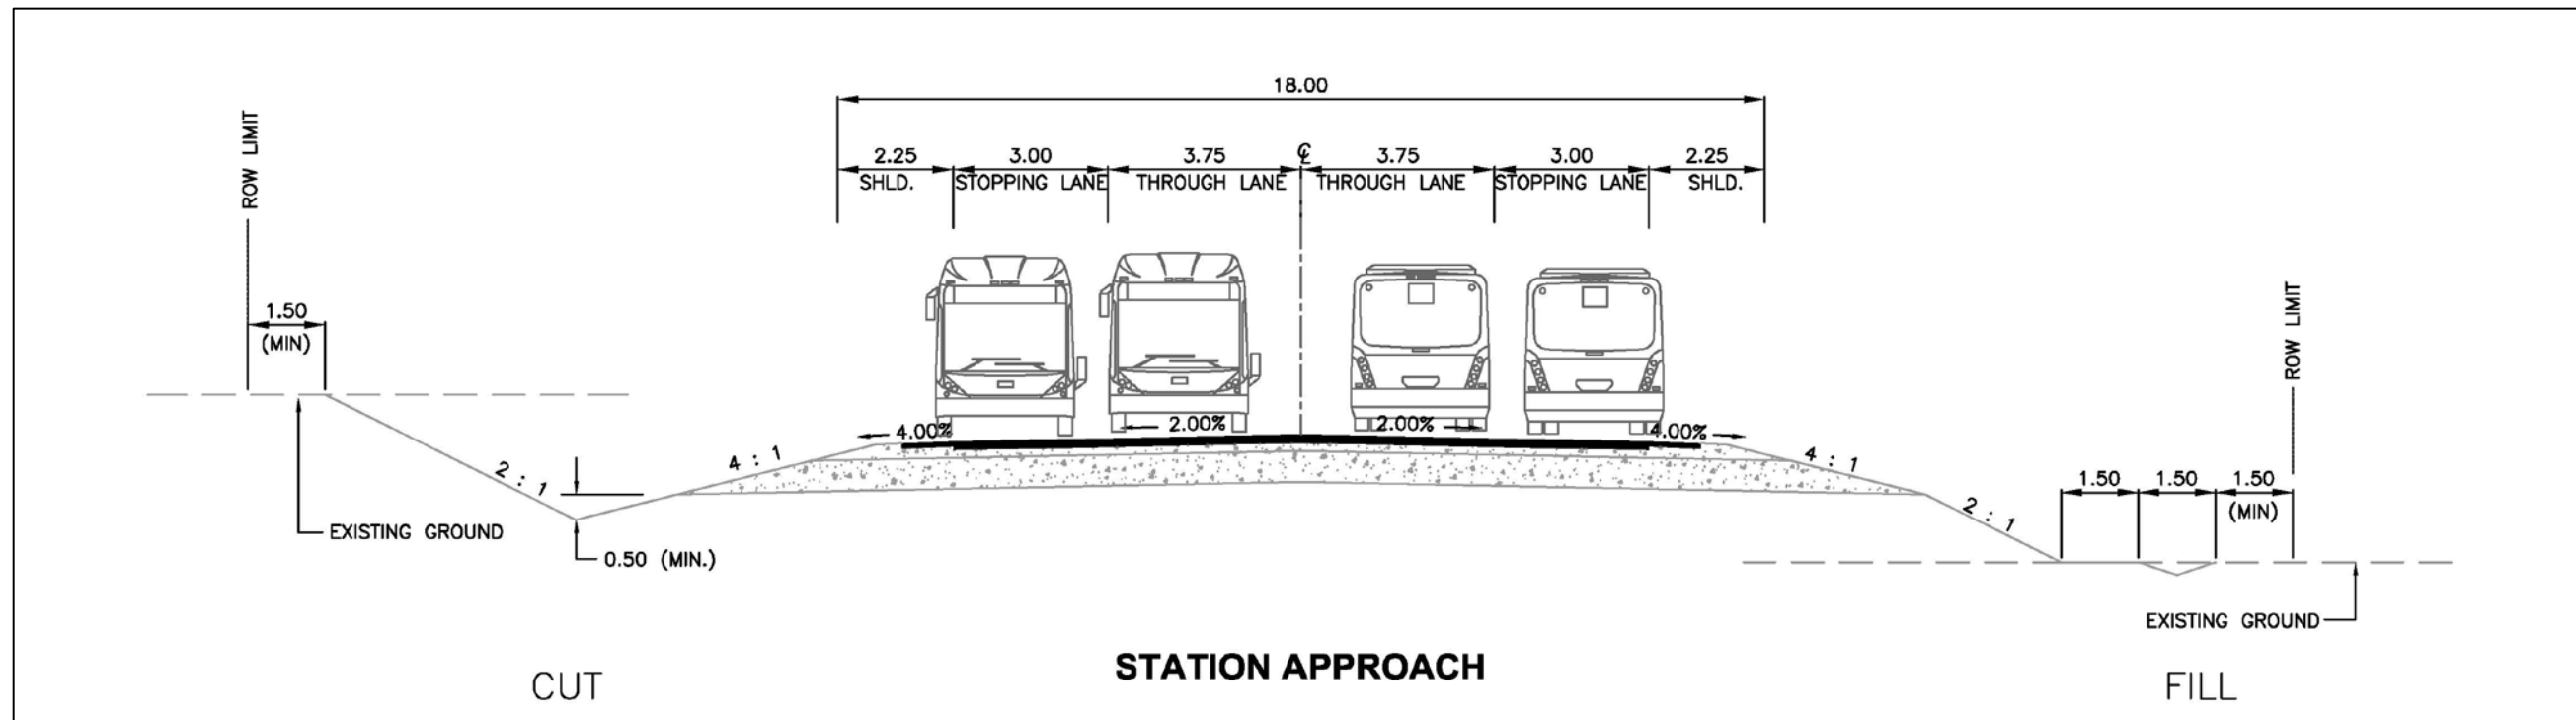 18.00
2.25 3.00 3.75 ℄ 3.75 3.00 2.25
SHLD. STOPPING LANE THROUGH LANE THROUGH LANE STOPPING LANE SHLD.
ROW LIMIT
1.50
(MIN)
ROW LIMIT
4.00% 2.00% 2.00% 4.00%
2 : 1
4 : 1
4 : 1
2 : 1
1.50 1.50 1.50
(MIN)
EXISTING GROUND
0.50 (MIN.)
EXISTING GROUND
STATION APPROACH
CUT
FILL